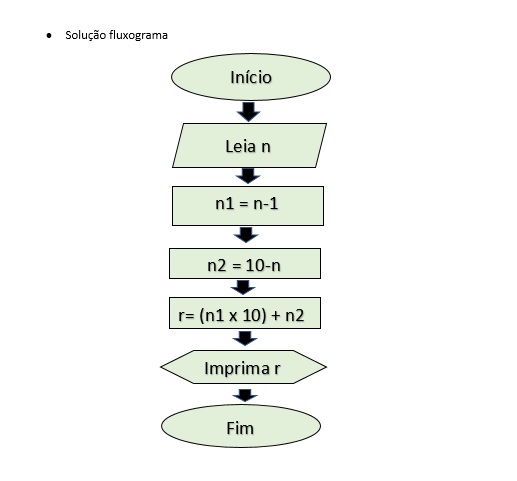 • Solução fluxograma
Início
Leia n
n1 = n-1
n2 = 10-n
r= (n1 x 10) + n2
Imprima r
Fim